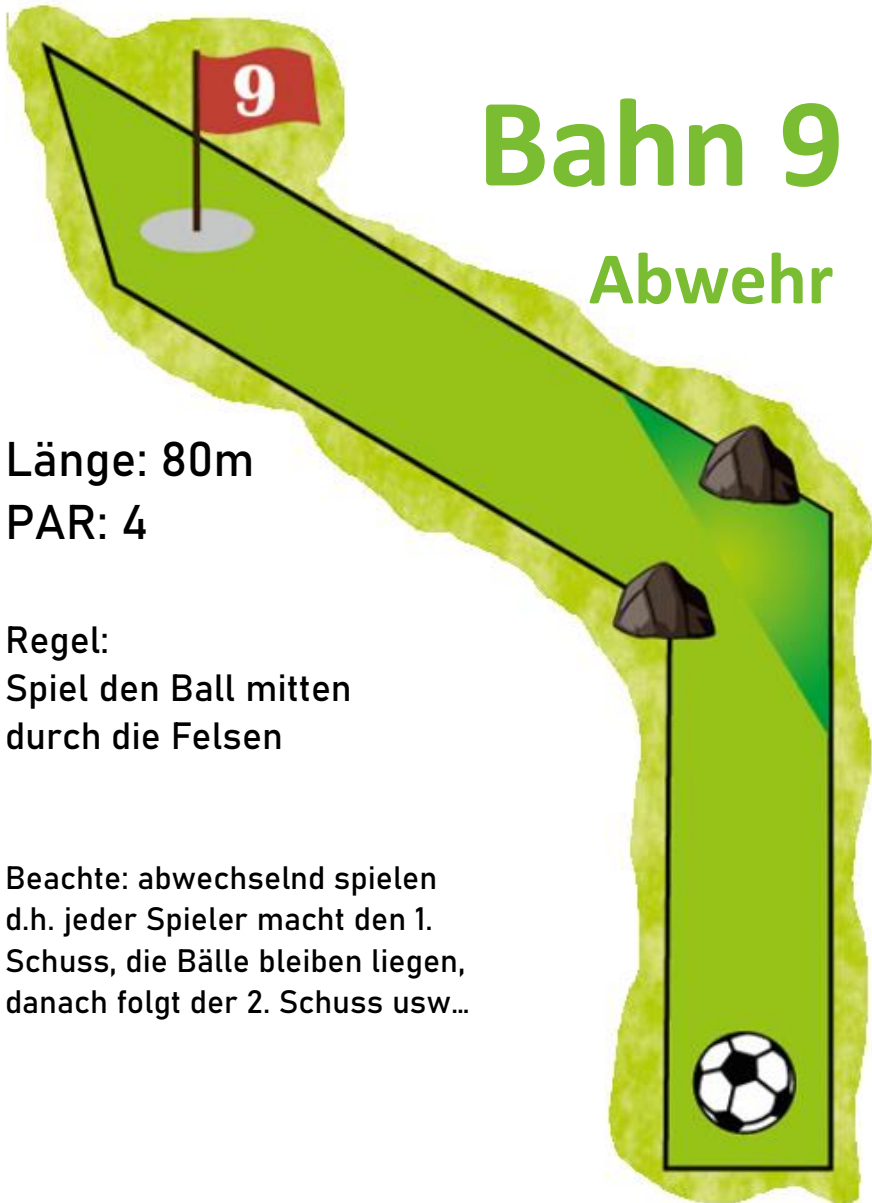 9
Bahn 9
Abwehr
Länge: 80m
PAR: 4
Regel:
Spiel den Ball mitten
durch die Felsen
Beachte: abwechselnd spielen
d.h. jeder Spieler macht den 1.
Schuss, die Bälle bleiben liegen,
danach folgt der 2. Schuss usw...